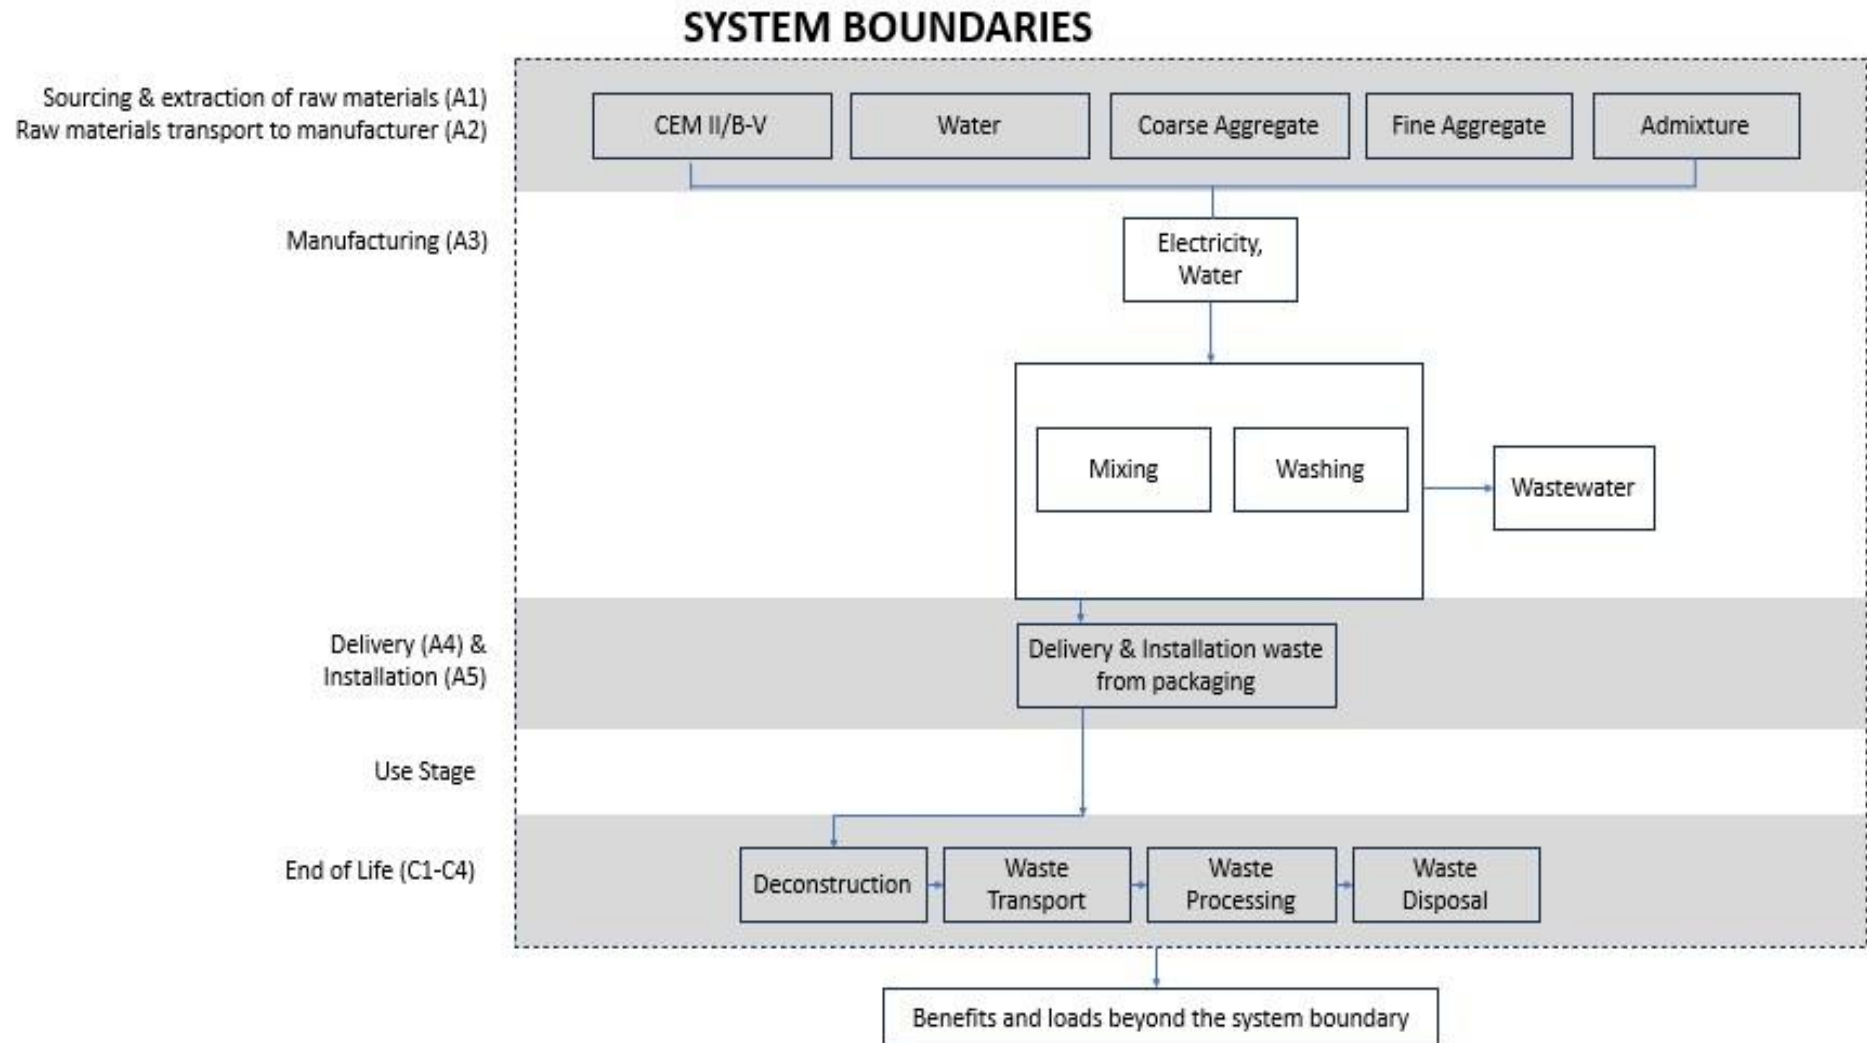 SYSTEM BOUNDARIES
Sourcing & extraction of raw materials (A1)
Raw materials transport to manufacturer (A2)
CEM II/B-V
Water
Coarse Aggregate
Fine Aggregate
Admixture
Manufacturing (A3)
Electricity,
Water
Mixing
Washing
Wastewater
Delivery (A4) &
Installation (A5)
Delivery & Installation waste
from packaging
Use Stage
End of Life (C1-C4)
Deconstruction
Waste
Transport
Waste
Processing
Waste
Disposal
Benefits and loads beyond the system boundary